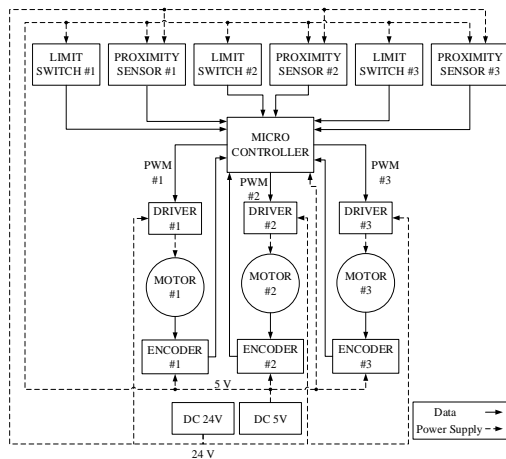 LIMIT
SWITCH #1
PROXIMITY
SENSOR #1
LIMIT
SWITCH #2
PROXIMITY
SENSOR #2
LIMIT
SWITCH #3
PROXIMITY
SENSOR #3
MICRO
CONTROLLER
PWM
#1
PWM
#2
PWM
#3
DRIVER
#1
DRIVER
#2
DRIVER
#3
MOTOR
#1
MOTOR
#2
MOTOR
#3
ENCODER
#1
ENCODER
#2
ENCODER
#3
5 V
DC 24V
DC 5V
24 V
Data
Power Supply